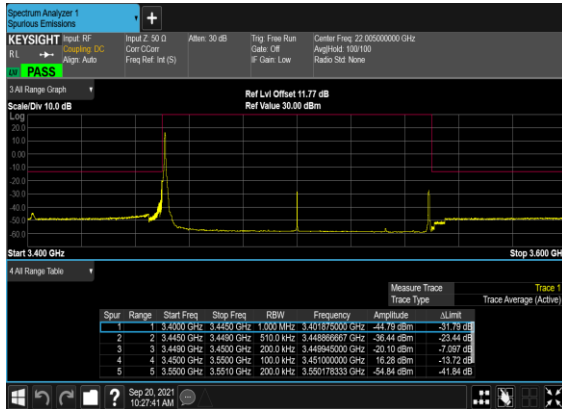 Spectrum Analyzer 1
Spurious Emissions
KEYSIGHT
RL
Input: RF
Coupling: DC
Align: Auto
Input Z: 50 Ω
Corr CCorr
Freq Ref: Int (S)
Atten: 30 dB
Trig: Free Run
Gate: Off
IF Gain: Low
Center Freq: 22.005000000 GHz
Avg|Hold: 100/100
Radio Std: None
PASS
3 All Range Graph
Scale/Div 10.0 dB
Ref Lvl Offset 11.77 dB
Ref Value 30.00 dBm
Log
20.0
10.0
0.00
-10.0
-20.0
-30.0
-40.0
-50.0
-60.0
Start 3.400 GHz
Stop 3.600 GH
4 All Range Table
Measure Trace Trace 1
Trace Type Trace Average (Active)
Spur Range Start Freq Stop Freq RBW Frequency Amplitude ΔLimit
1 1 3.4000 GHz 3.4450 GHz 1.000 MHz 3.401875000 GHz -44.79 dBm -31.79 dB
2 2 3.4450 GHz 3.4490 GHz 510.0 kHz 3.448866667 GHz -36.44 dBm -23.44 dB
3 3 3.4490 GHz 3.4500 GHz 200.0 kHz 3.449945000 GHz -20.10 dBm -7.097 dB
4 4 3.4500 GHz 3.5500 GHz 100.0 kHz 3.451000000 GHz 16.28 dBm -13.72 dB
5 5 3.5500 GHz 3.5510 GHz 200.0 kHz 3.550178333 GHz -54.84 dBm -41.84 dB
Sep 20, 2021
10:27:41 AM